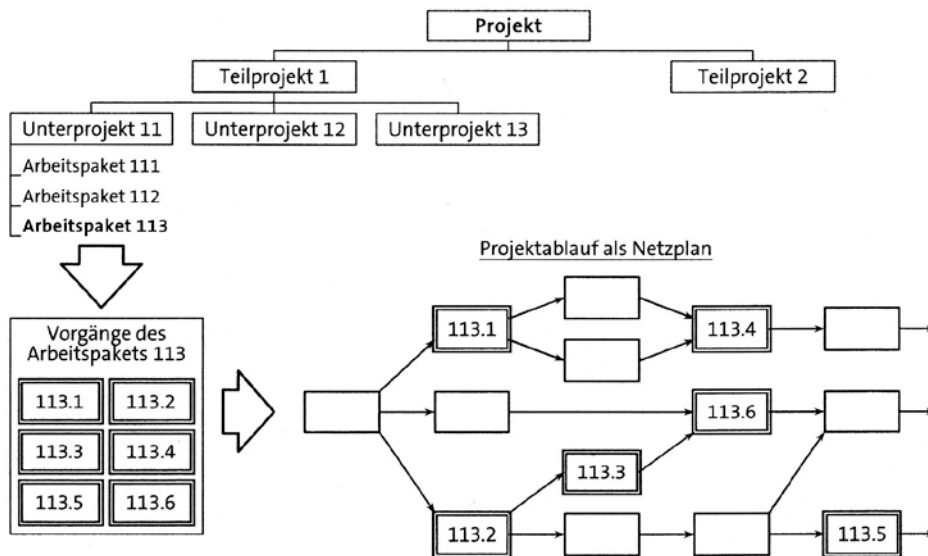 Projekt
Teilprojekt 1
Teilprojekt 2
Unterprojekt 11
Unterprojekt 12
Unterprojekt 13
Arbeitspaket 111
Arbeitspaket 112
Arbeitspaket 113
Projektablauf als Netzplan
Vorgänge des
Arbeitspakets 113
113.1
113.2
113.3
113.4
113.5
113.6
113.1
113.4
113.6
113.3
113.2
113.5